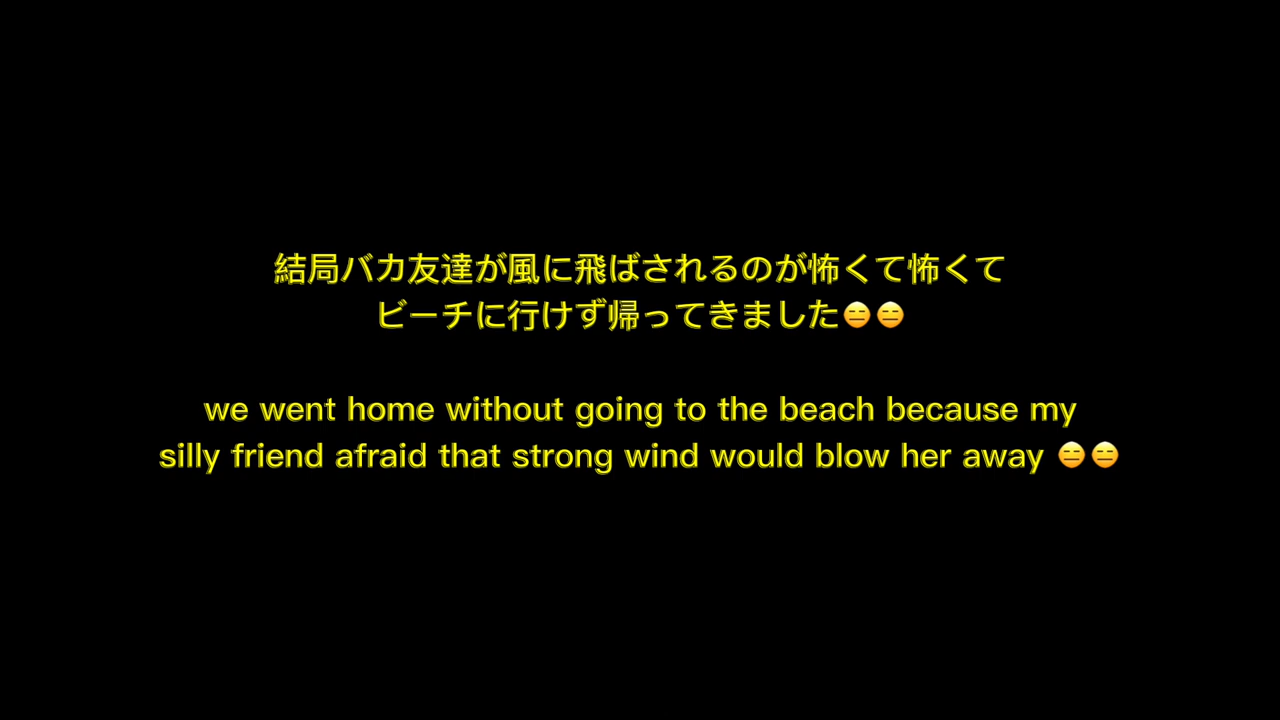 結局バカ友達が風に飛ばされるのが怖くて怖くて
ビーチに行けず帰ってきました😑😑
we went home without going to the beach because my
silly friend afraid that strong wind would blow her away 😑😑